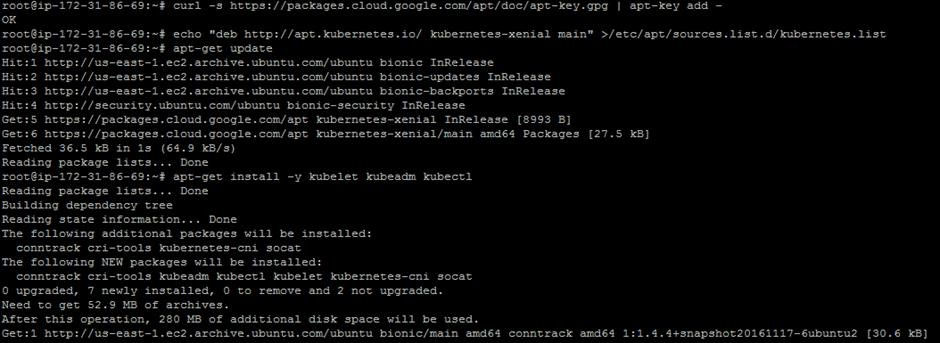 root@ip-172-31-86-69:~# curl -s https://packages.cloud.google.com/apt/doc/apt-key.gpg | apt-key add -
OK
root@ip-172-31-86-69:~# echo "deb http://apt.kubernetes.io/ kubernetes-xenial main" >/etc/apt/sources.list.d/kubernetes.list
root@ip-172-31-86-69:~# apt-get update
Hit:1 http://us-east-1.ec2.archive.ubuntu.com/ubuntu bionic InRelease
Hit:2 http://us-east-1.ec2.archive.ubuntu.com/ubuntu bionic-updates InRelease
Hit:3 http://us-east-1.ec2.archive.ubuntu.com/ubuntu bionic-backports InRelease
Hit:4 http://security.ubuntu.com/ubuntu bionic-security InRelease
Get:5 https://packages.cloud.google.com/apt kubernetes-xenial InRelease [8993 B]
Get:6 https://packages.cloud.google.com/apt kubernetes-xenial/main amd64 Packages [27.5 kB]
Fetched 36.5 kB in 1s (64.9 kB/s)
Reading package lists... Done
root@ip-172-31-86-69:~# apt-get install -y kubelet kubeadm kubectl
Reading package lists... Done
Building dependency tree
Reading state information... Done
The following additional packages will be installed:
  conntrack cri-tools kubernetes-cni socat
The following NEW packages will be installed:
  conntrack cri-tools kubeadm kubectl kubelet kubernetes-cni socat
0 upgraded, 7 newly installed, 0 to remove and 2 not upgraded.
Need to get 52.9 MB of archives.
After this operation, 280 MB of additional disk space will be used.
Get:1 http://us-east-1.ec2.archive.ubuntu.com/ubuntu bionic/main amd64 conntrack amd64 1:1.4.4+snapshot20161117-6ubuntu2 [30.6 kB]